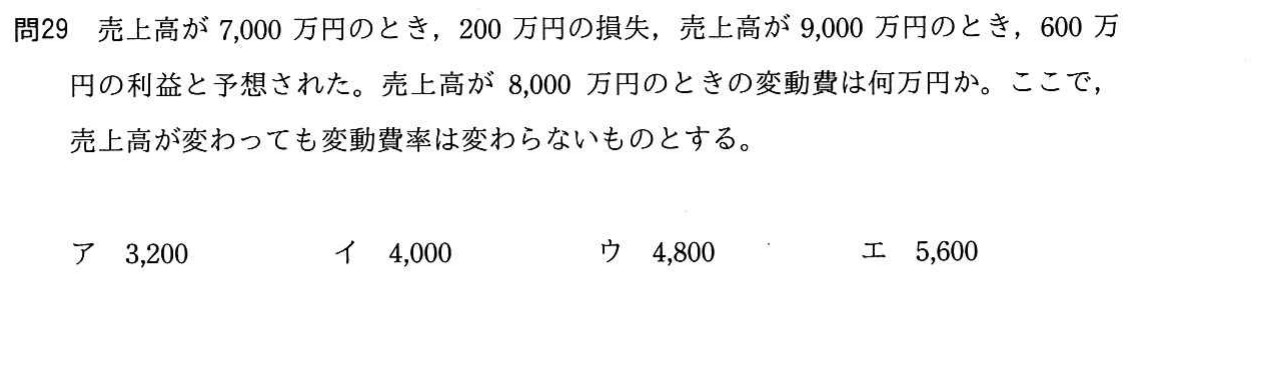 問29 売上高が 7,000 万円のとき，200 万円の損失，売上高が 9,000 万円のとき，600 万
円の利益と予想された。売上高が 8,000 万円のときの変動費は何万円か。ここで，
売上高が変わっても変動費率は変わらないものとする。
ア 3,200 イ 4,000 ウ 4,800 エ 5,600